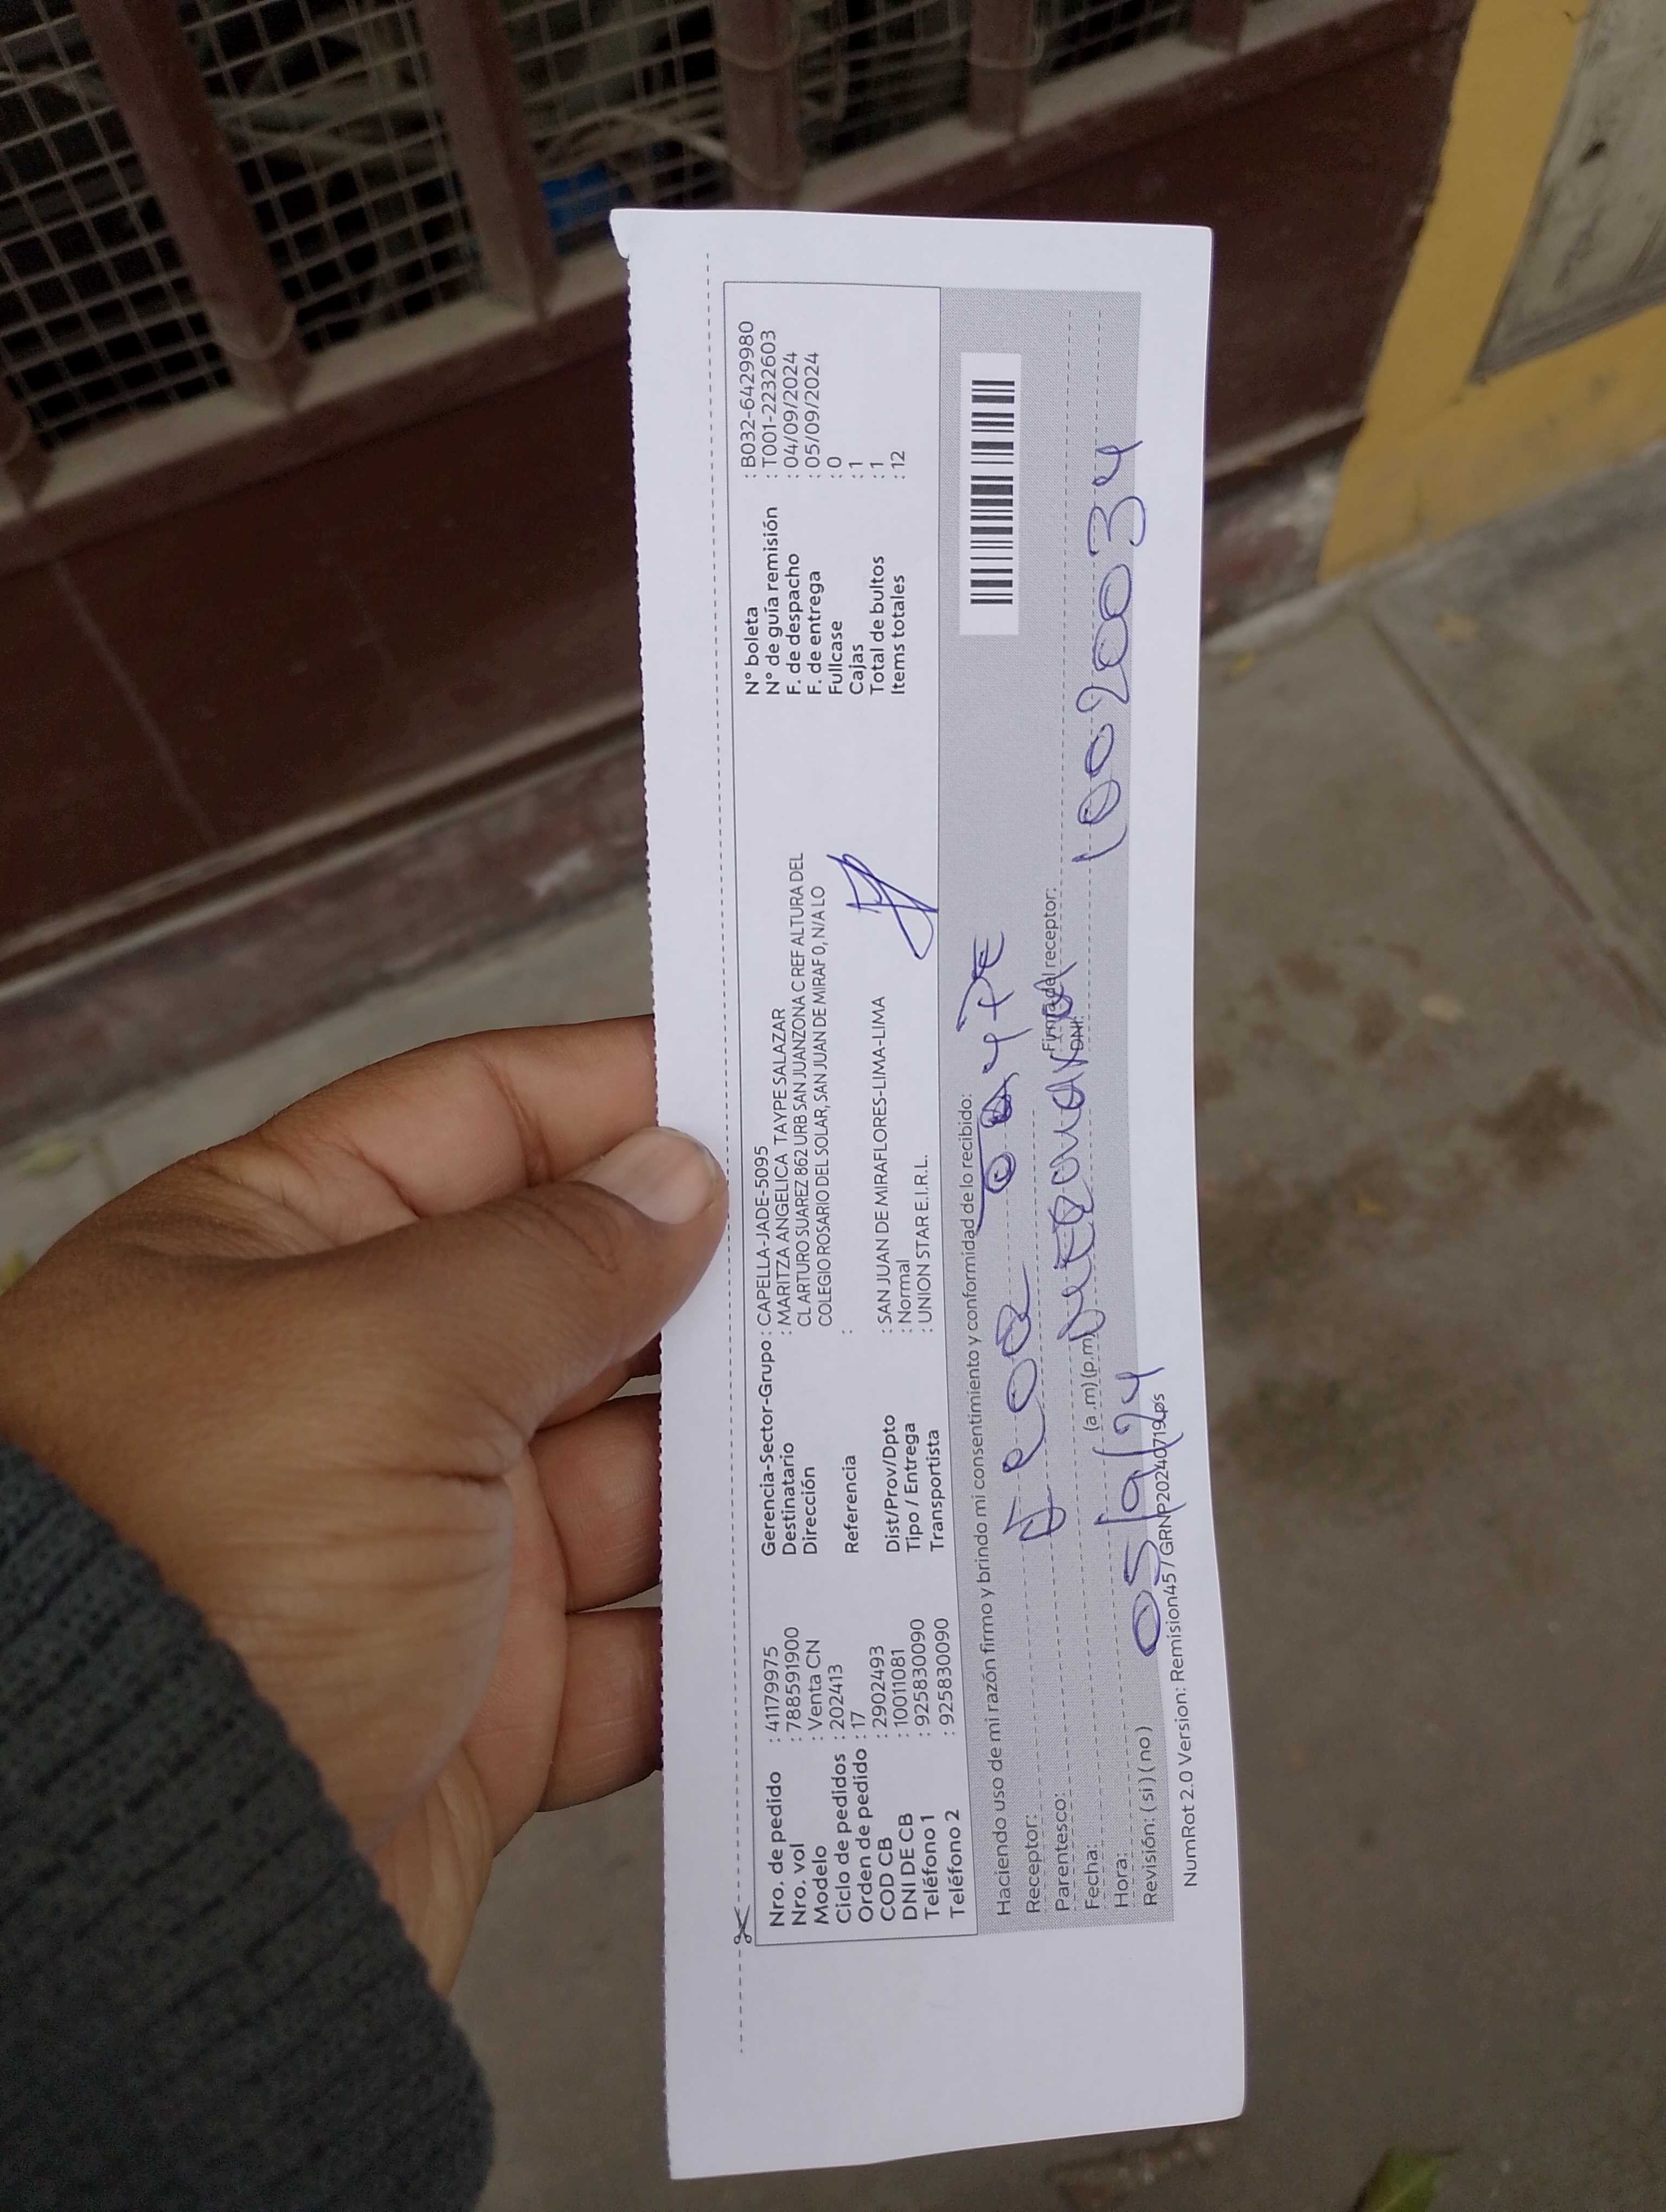 Nro. de pedido : 41179975
Nro. vol : 788591900
Modelo : Venta CN
Ciclo de pedidos : 202413
Orden de pedido : 17
COD CB : 2902493
DNI DE CB : 10011081
Teléfono 1 : 925830090
Teléfono 2 : 925830090
Gerencia-Sector-Grupo : CAPELLA-JADE-5095
Destinatario : MARITZA ANGELICA TAYPE SALAZAR
Dirección CL ARTURO SUAREZ 862 URB SAN JUANZONA C REF ALTURA DEL
COLEGIO ROSARIO DEL SOLAR, SAN JUAN DE MIRAF 0, N/A LO
Referencia :
Dist/Prov/Dpto : SAN JUAN DE MIRAFLORES-LIMA-LIMA
Tipo / Entrega : Normal
Transportista : UNION STAR E.I.R.L.
N° boleta : B032-6429980
N° de guía remisión : T001-2232603
F. de despacho : 04/09/2024
F. de entrega : 05/09/2024
Fullcase : 0
Cajas : 1
Total de bultos : 1
Items totales : 12
Haciendo uso de mi razón firmo y brindo mi consentimiento y conformidad de lo recibido:
Receptor: TAYPE
Parentesco:
Firma del receptor:
Fecha: (a.m) (p.m)
DNI: 10020034
Hora: 05/9/24
Revisión: (si) (no)
NumRot 2.0 Version: Remision45 / GRNP20240719Lps